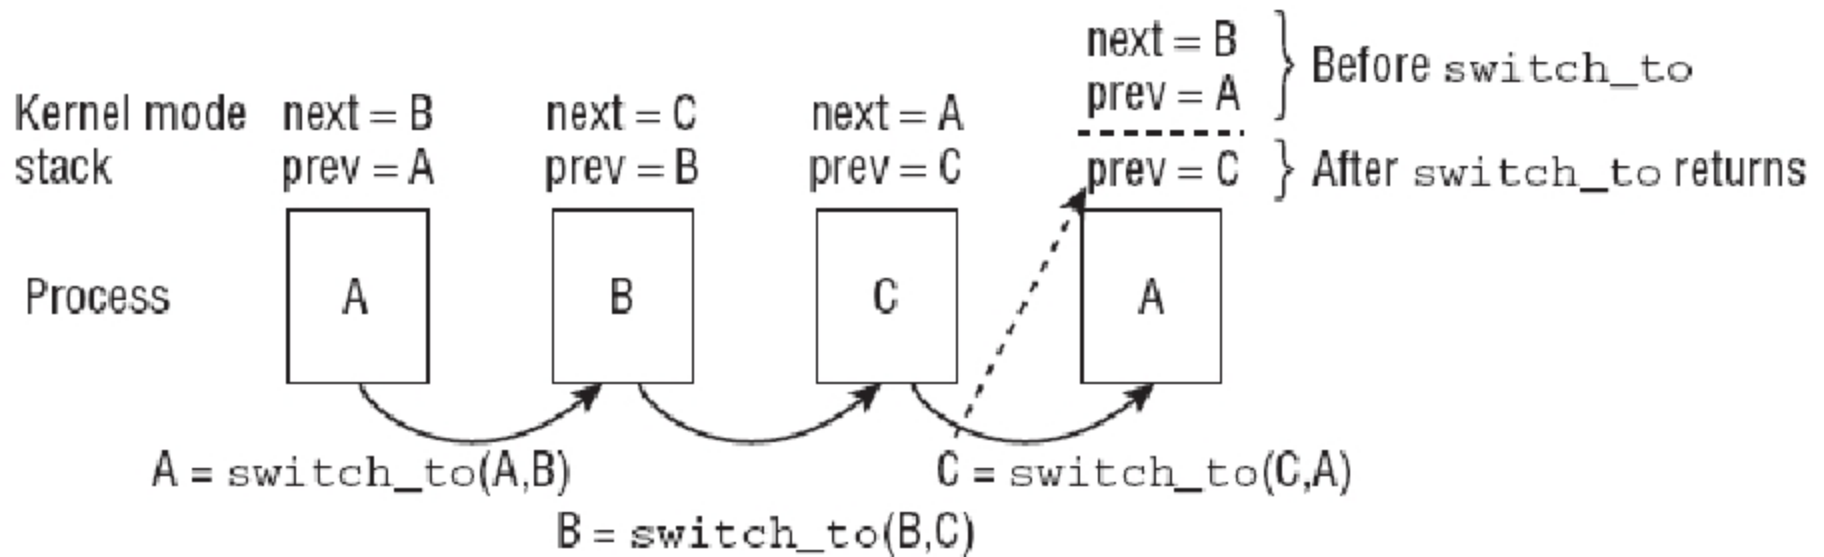 next = B
prev = A
Before switch_to
Kernel mode stack
next = B
prev = A
next = C
prev = B
next = A
prev = C
prev = C
After switch_to returns
Process
A
B
C
A
A = switch_to(A,B)
C = switch_to(C,A)
B = switch_to(B,C)